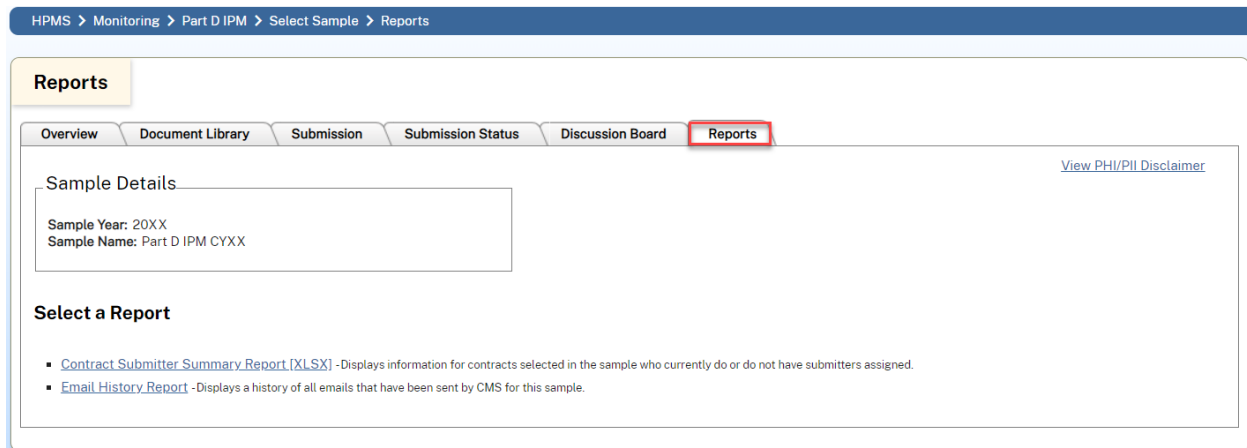 HPMS > Monitoring > Part D IPM > Select Sample > Reports
Reports
Overview Document Library Submission Submission Status Discussion Board Reports
View PHI/PII Disclaimer
Sample Details
Sample Year: 20XX
Sample Name: Part D IPM CYXX
Select a Report
▪ Contract Submitter Summary Report [XLSX] -Displays information for contracts selected in the sample who currently do or do not have submitters assigned.
▪ Email History Report -Displays a history of all emails that have been sent by CMS for this sample.